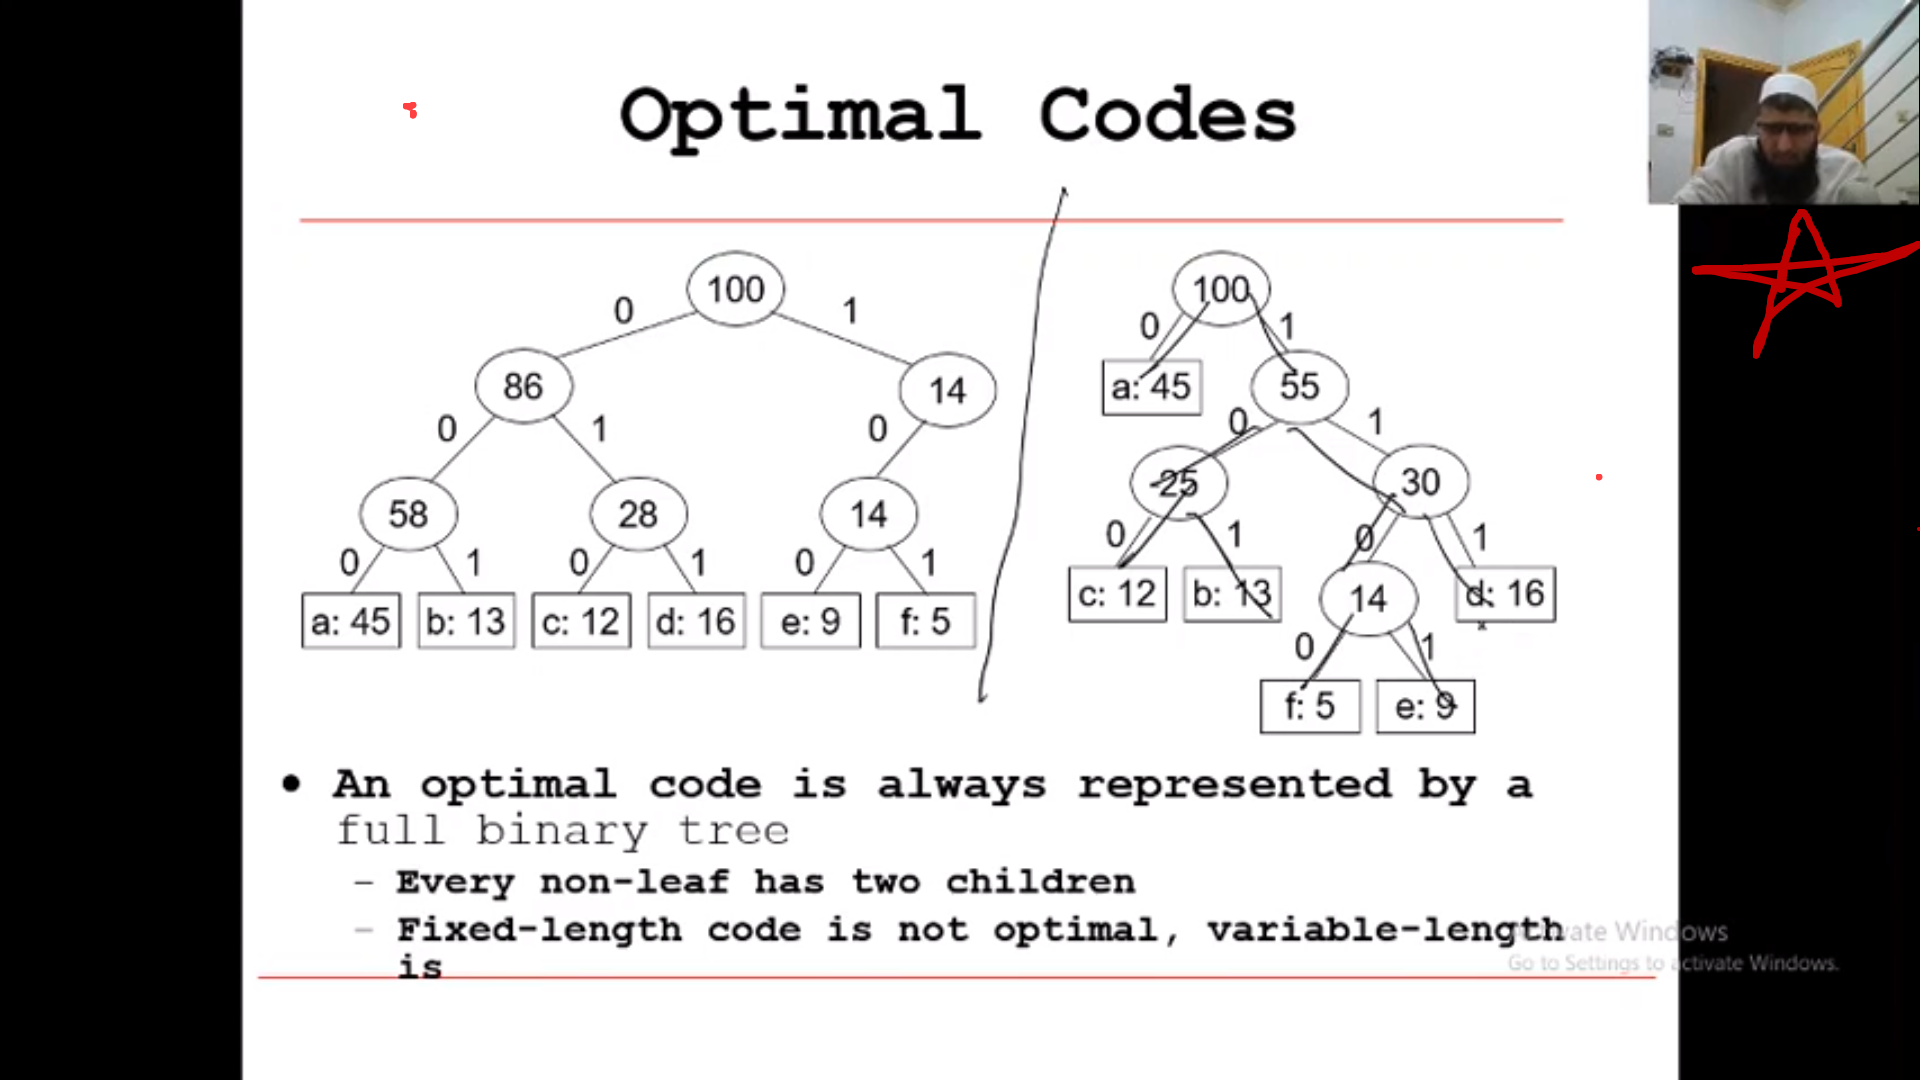 Optimal Codes
100
0 1
86 14
0 1 0
58 28 14
0 1 0 1 0 1
a: 45 b: 13 c: 12 d: 16 e: 9 f: 5
100
0 1
a: 45 55
0 1
25 30
0 1 0 1
c: 12 b: 13 14 d: 16
0 1
f: 5 e: 9
• An optimal code is always represented by a
full binary tree
– Every non-leaf has two children
– Fixed-length code is not optimal, variable-length
is
Activate Windows
Go to Settings to activate Windows.